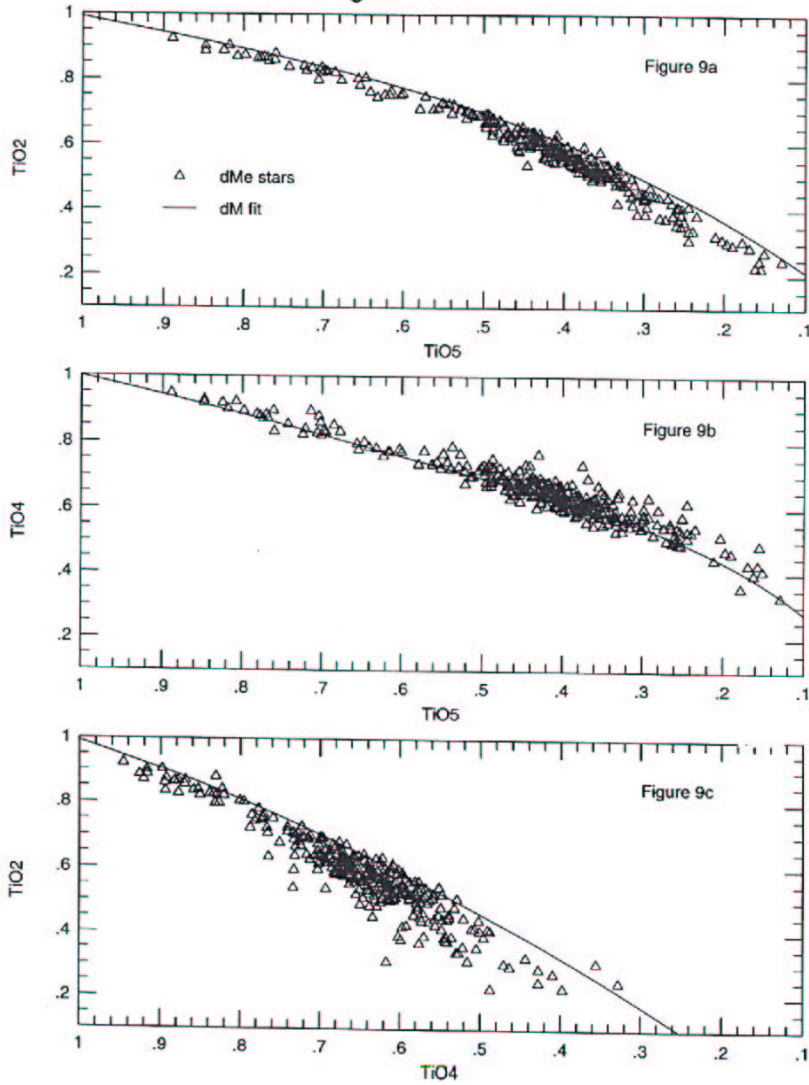 1
.8
.6
.4
.2
TiO2
Figure 9a
dMe stars
dM fit
1 .9 .8 .7 .6 .5 .4 .3 .2 .1
TiO5
1
.8
.6
.4
.2
TiO4
Figure 9b
1 .9 .8 .7 .6 .5 .4 .3 .2 .1
TiO5
1
.8
.6
.4
.2
TiO2
Figure 9c
1 .9 .8 .7 .6 .5 .4 .3 .2 .1
TiO4